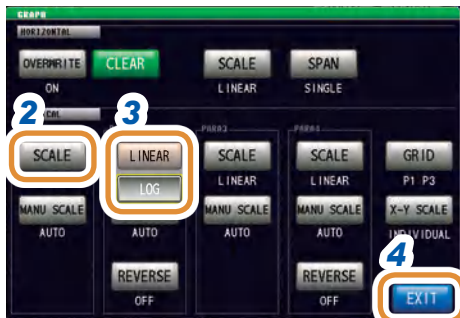 GRAPH
HORIZONTAL
OVERWRITE CLEAR SCALE SPAN
ON LINEAR SINGLE
2 3
CAL PARA3 PARA4
SCALE LINEAR SCALE SCALE GRID
LOG LINEAR LINEAR P1 P3
MANU SCALE MANU SCALE MANU SCALE X-Y SCALE
AUTO AUTO AUTO AUTO INDIVIDUAL
4
REVERSE REVERSE EXIT
OFF OFF